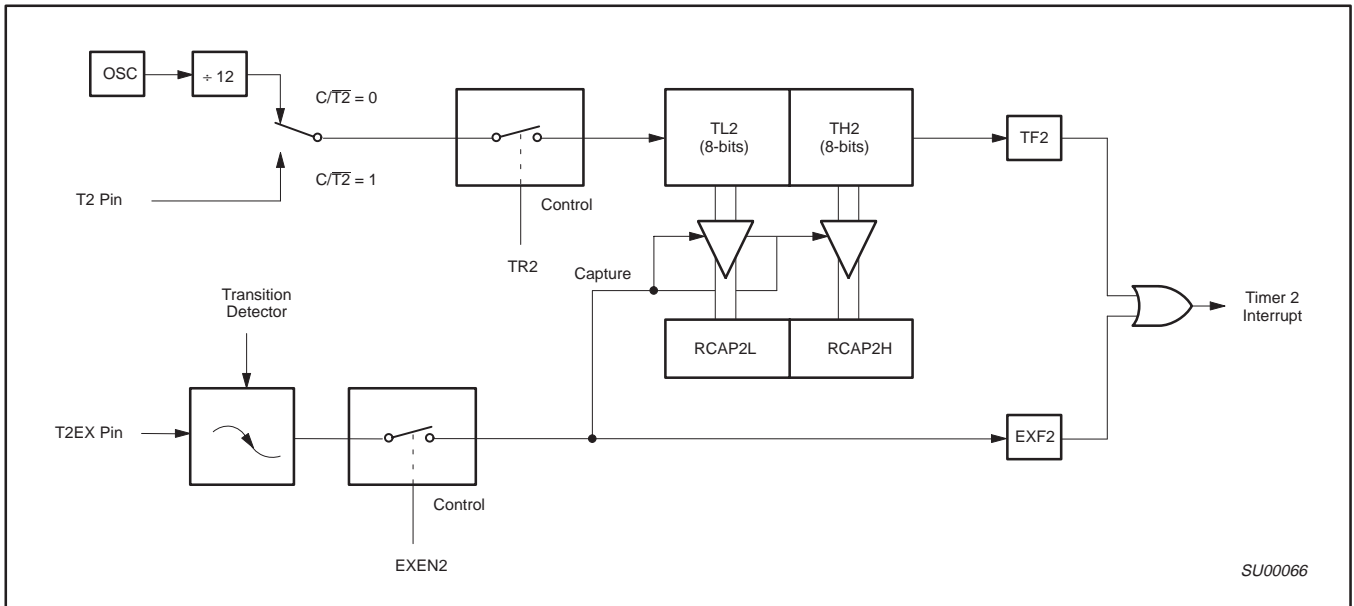 OSC
÷ 12
C/T2̅ = 0
C/T2̅ = 1
T2 Pin
Control
TR2
TL2
(8-bits)
TH2
(8-bits)
TF2
Capture
RCAP2L
RCAP2H
Timer 2
Interrupt
Transition
Detector
T2EX Pin
Control
EXEN2
EXF2
SU00066